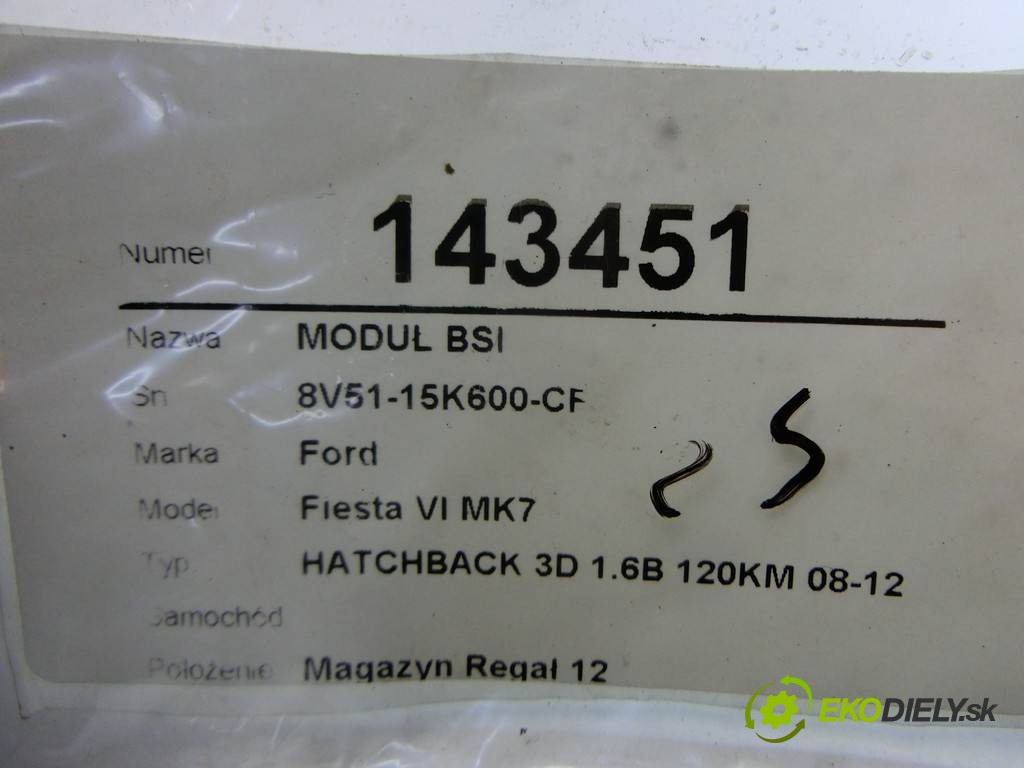 Numer 143451
Nazwa MODUŁ BSI
Sn 8V51-15K600-CF
Marka Ford
Model Fiesta VI MK7
Typ HATCHBACK 3D 1.6B 120KM 08-12
Samochód
Położenie Magazyn Regał 12
EKODIELY.sk